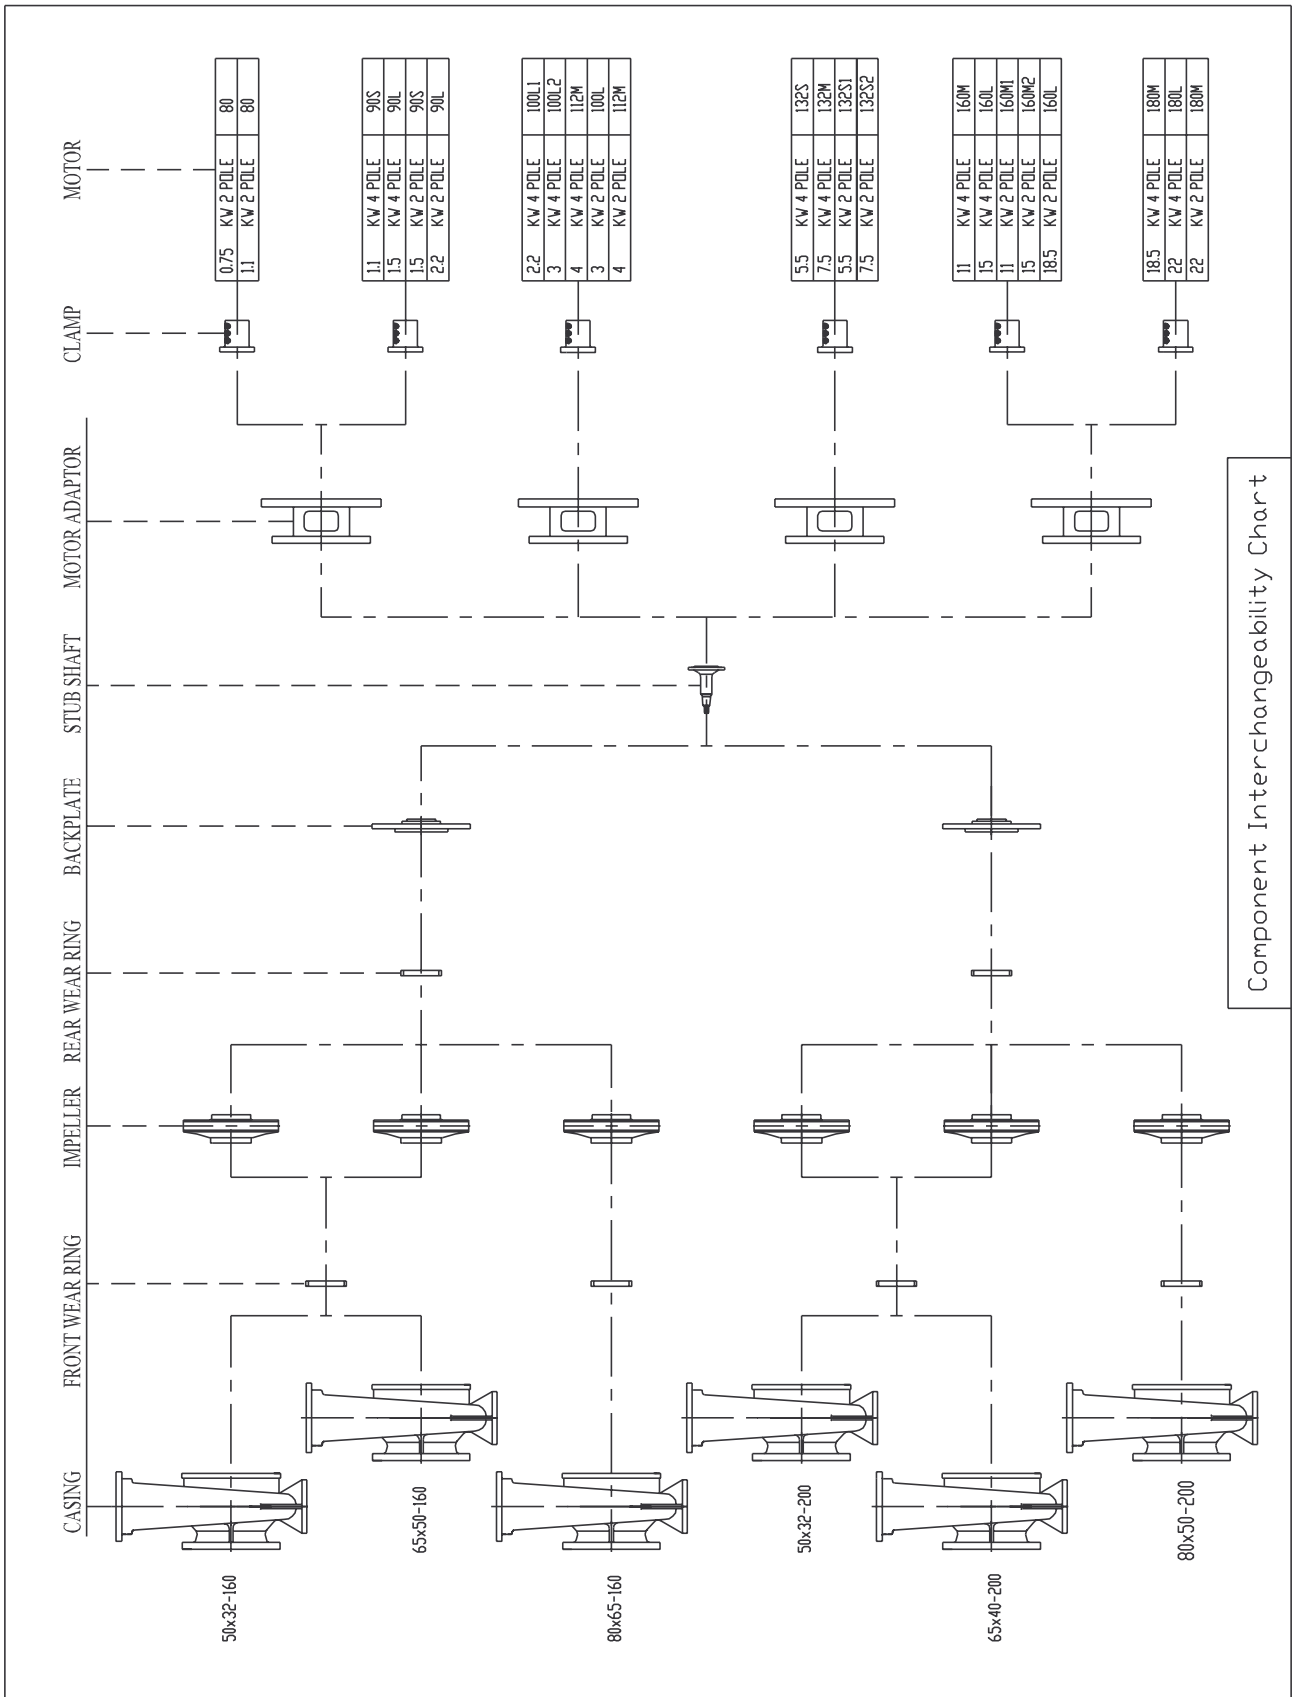 CASING
FRONT WEAR RING
IMPELLER
REAR WEAR RING
BACKPLATE
STUB SHAFT
MOTOR ADAPTOR
CLAMP
MOTOR
0.75 KW 2 POLE 80
1.1 KW 2 POLE 80
1.1 KW 4 POLE 90S
1.5 KW 4 POLE 90L
1.5 KW 2 POLE 90S
2.2 KW 2 POLE 90L
2.2 KW 4 POLE 100L1
3 KW 4 POLE 100L2
4 KW 4 POLE 112M
3 KW 2 POLE 100L
4 KW 2 POLE 112M
5.5 KW 4 POLE 132S
7.5 KW 4 POLE 132M
5.5 KW 2 POLE 132S1
7.5 KW 2 POLE 132S2
11 KW 4 POLE 160M
15 KW 4 POLE 160L
11 KW 2 POLE 160M1
15 KW 2 POLE 160M2
18.5 KW 2 POLE 160L
18.5 KW 4 POLE 180M
22 KW 4 POLE 180L
22 KW 2 POLE 180M
50x32-160
65x50-160
80x65-160
50x32-200
65x40-200
80x50-200
Component Interchangeability Chart